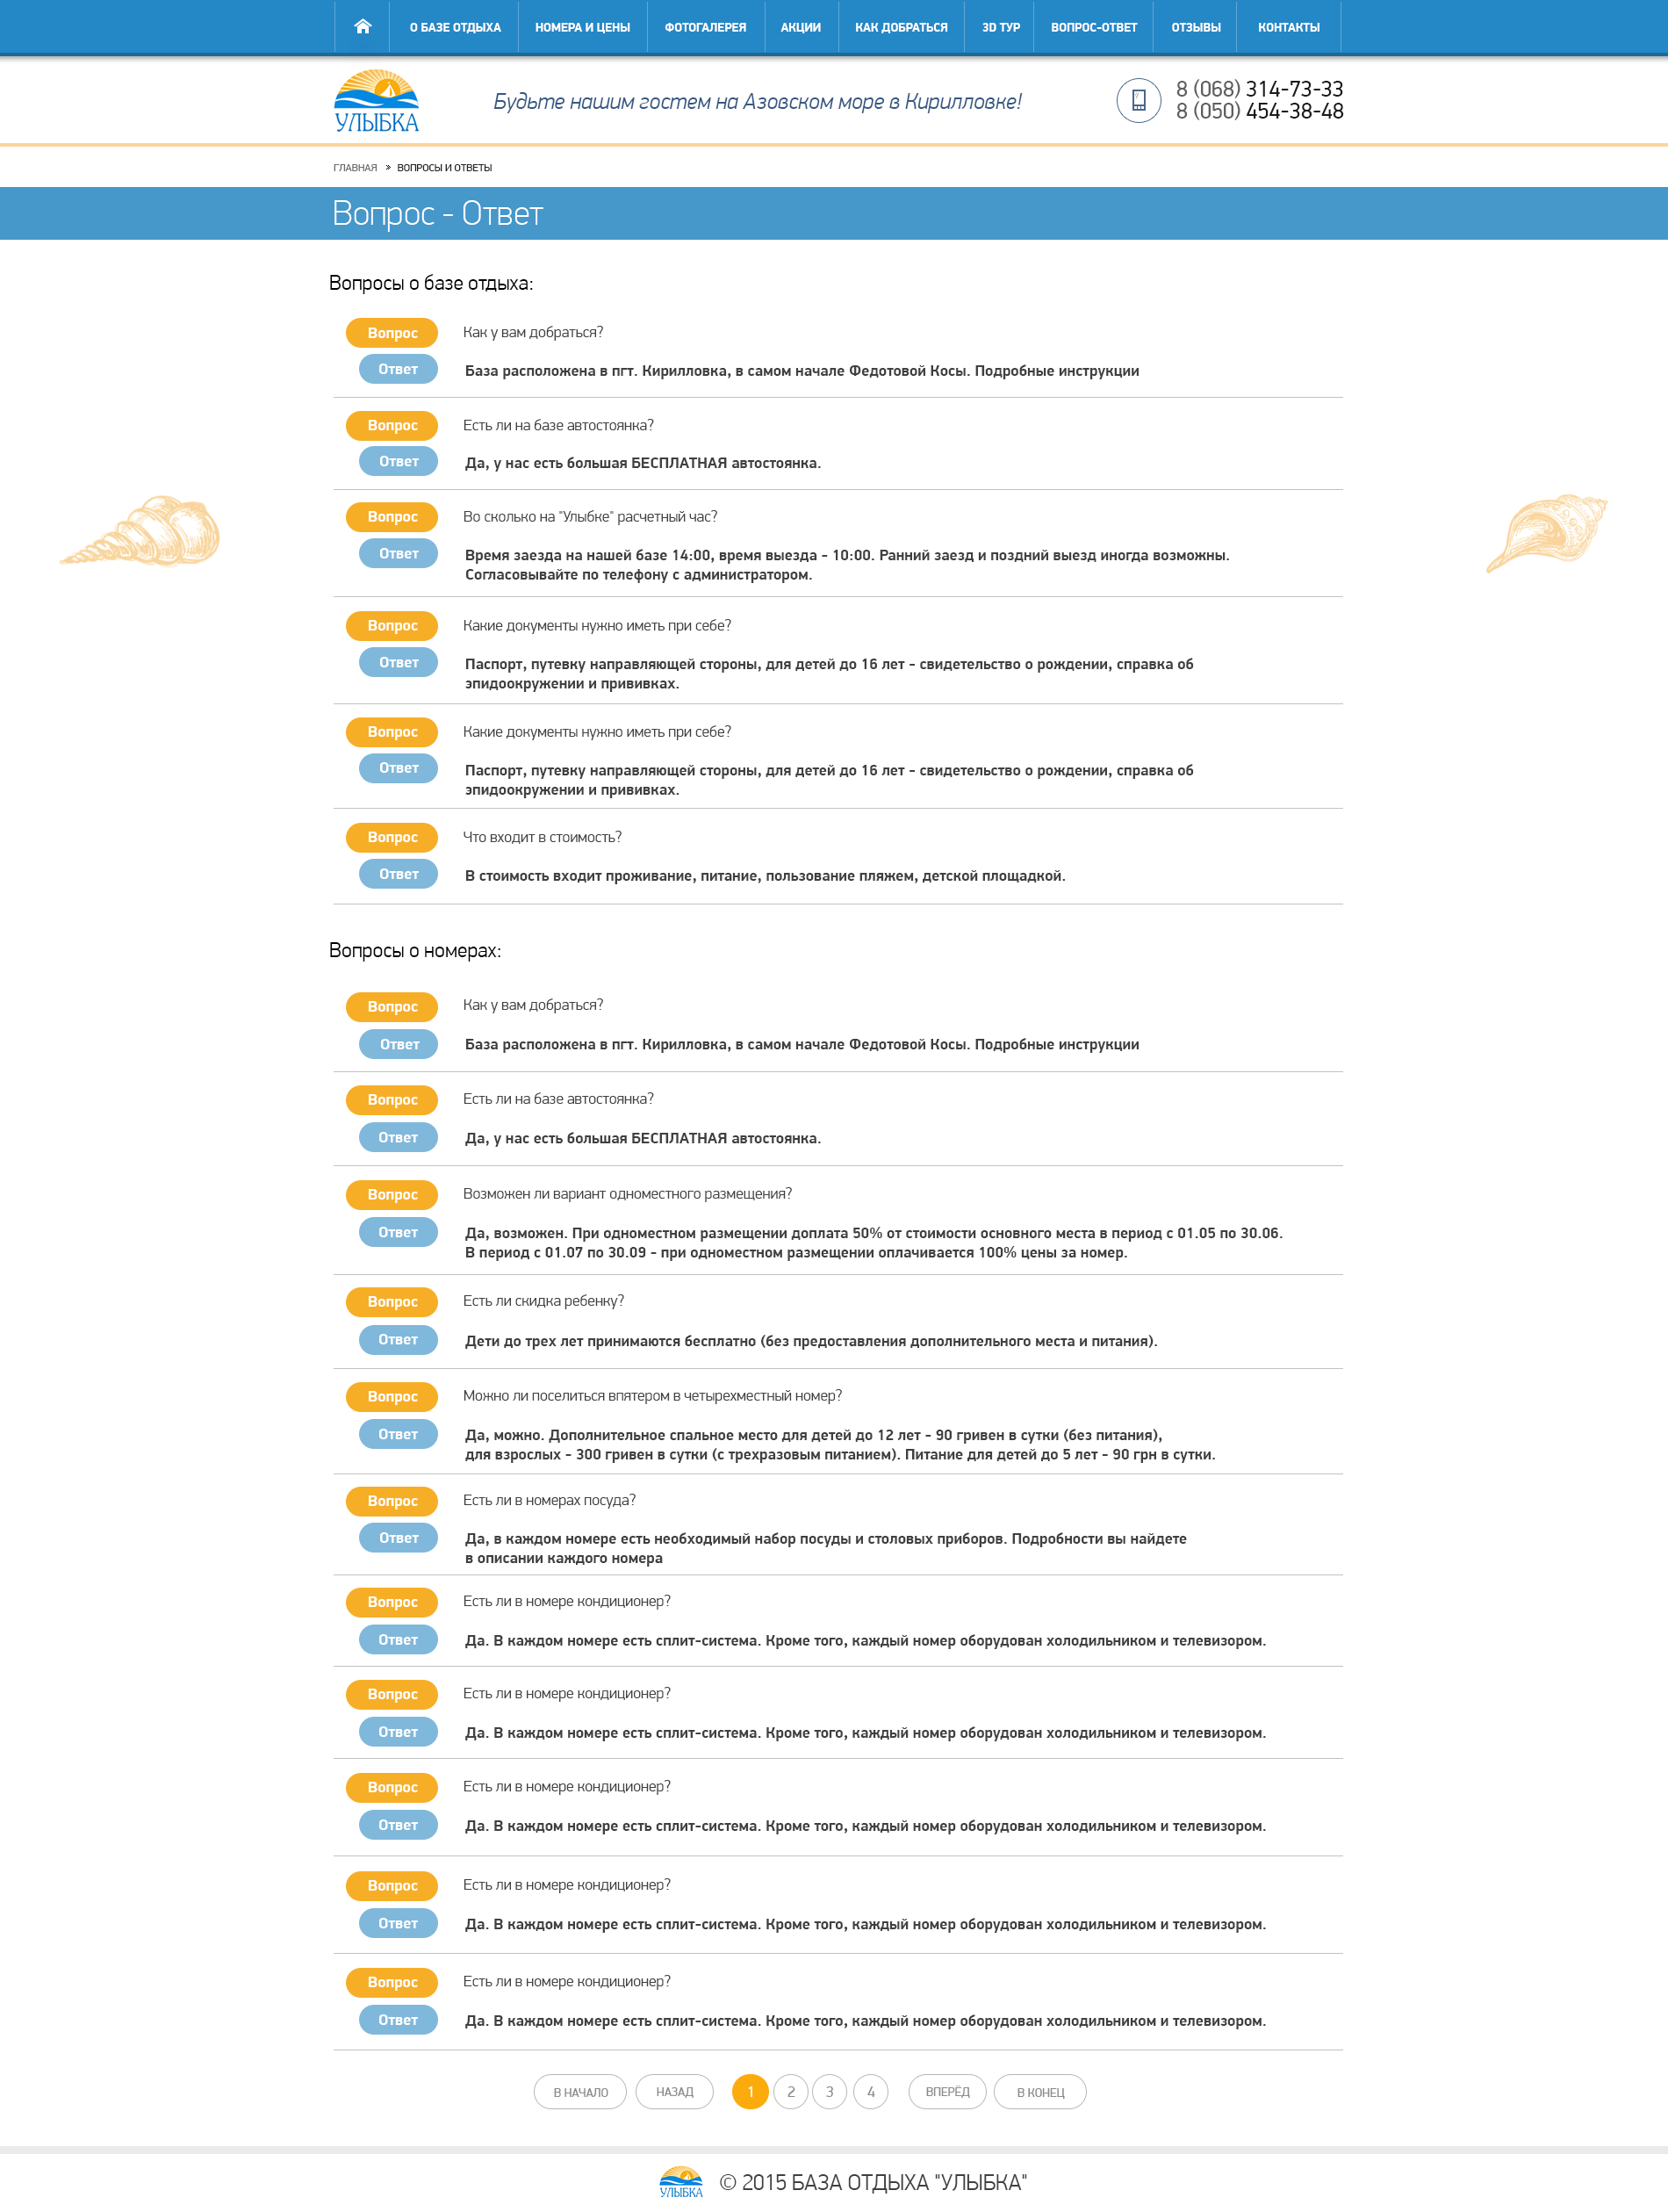 О БАЗЕ ОТДЫХА НОМЕРА И ЦЕНЫ ФОТОГАЛЕРЕЯ АКЦИИ КАК ДОБРАТЬСЯ 3D ТУР ВОПРОС-ОТВЕТ ОТЗЫВЫ КОНТАКТЫ
УЛЫБКА
Будьте нашим гостем на Азовском море в Кирилловке!
8 (068) 314-73-33
8 (050) 454-38-48
ГЛАВНАЯ » ВОПРОСЫ И ОТВЕТЫ
Вопрос - Ответ
Вопросы о базе отдыха:
Вопрос Как у вам добраться?
Ответ База расположена в пгт. Кирилловка, в самом начале Федотовой Косы. Подробные инструкции
Вопрос Есть ли на базе автостоянка?
Ответ Да, у нас есть большая БЕСПЛАТНАЯ автостоянка.
Вопрос Во сколько на "Улыбке" расчетный час?
Ответ Время заезда на нашей базе 14:00, время выезда - 10:00. Ранний заезд и поздний выезд иногда возможны.
Согласовывайте по телефону с администратором.
Вопрос Какие документы нужно иметь при себе?
Ответ Паспорт, путевку направляющей стороны, для детей до 16 лет - свидетельство о рождении, справка об
эпидоокружении и прививках.
Вопрос Какие документы нужно иметь при себе?
Ответ Паспорт, путевку направляющей стороны, для детей до 16 лет - свидетельство о рождении, справка об
эпидоокружении и прививках.
Вопрос Что входит в стоимость?
Ответ В стоимость входит проживание, питание, пользование пляжем, детской площадкой.
Вопросы о номерах:
Вопрос Как у вам добраться?
Ответ База расположена в пгт. Кирилловка, в самом начале Федотовой Косы. Подробные инструкции
Вопрос Есть ли на базе автостоянка?
Ответ Да, у нас есть большая БЕСПЛАТНАЯ автостоянка.
Вопрос Возможен ли вариант одноместного размещения?
Ответ Да, возможен. При одноместном размещении доплата 50% от стоимости основного места в период с 01.05 по 30.06.
В период с 01.07 по 30.09 - при одноместном размещении оплачивается 100% цены за номер.
Вопрос Есть ли скидка ребенку?
Ответ Дети до трех лет принимаются бесплатно (без предоставления дополнительного места и питания).
Вопрос Можно ли поселиться впятером в четырехместный номер?
Ответ Да, можно. Дополнительное спальное место для детей до 12 лет - 90 гривен в сутки (без питания),
для взрослых - 300 гривен в сутки (с трехразовым питанием). Питание для детей до 5 лет - 90 грн в сутки.
Вопрос Есть ли в номерах посуда?
Ответ Да, в каждом номере есть необходимый набор посуды и столовых приборов. Подробности вы найдете
в описании каждого номера
Вопрос Есть ли в номере кондиционер?
Ответ Да. В каждом номере есть сплит-система. Кроме того, каждый номер оборудован холодильником и телевизором.
Вопрос Есть ли в номере кондиционер?
Ответ Да. В каждом номере есть сплит-система. Кроме того, каждый номер оборудован холодильником и телевизором.
Вопрос Есть ли в номере кондиционер?
Ответ Да. В каждом номере есть сплит-система. Кроме того, каждый номер оборудован холодильником и телевизором.
Вопрос Есть ли в номере кондиционер?
Ответ Да. В каждом номере есть сплит-система. Кроме того, каждый номер оборудован холодильником и телевизором.
Вопрос Есть ли в номере кондиционер?
Ответ Да. В каждом номере есть сплит-система. Кроме того, каждый номер оборудован холодильником и телевизором.
В НАЧАЛО НАЗАД 1 2 3 4 ВПЕРЁД В КОНЕЦ
УЛЫБКА © 2015 БАЗА ОТДЫХА "УЛЫБКА"